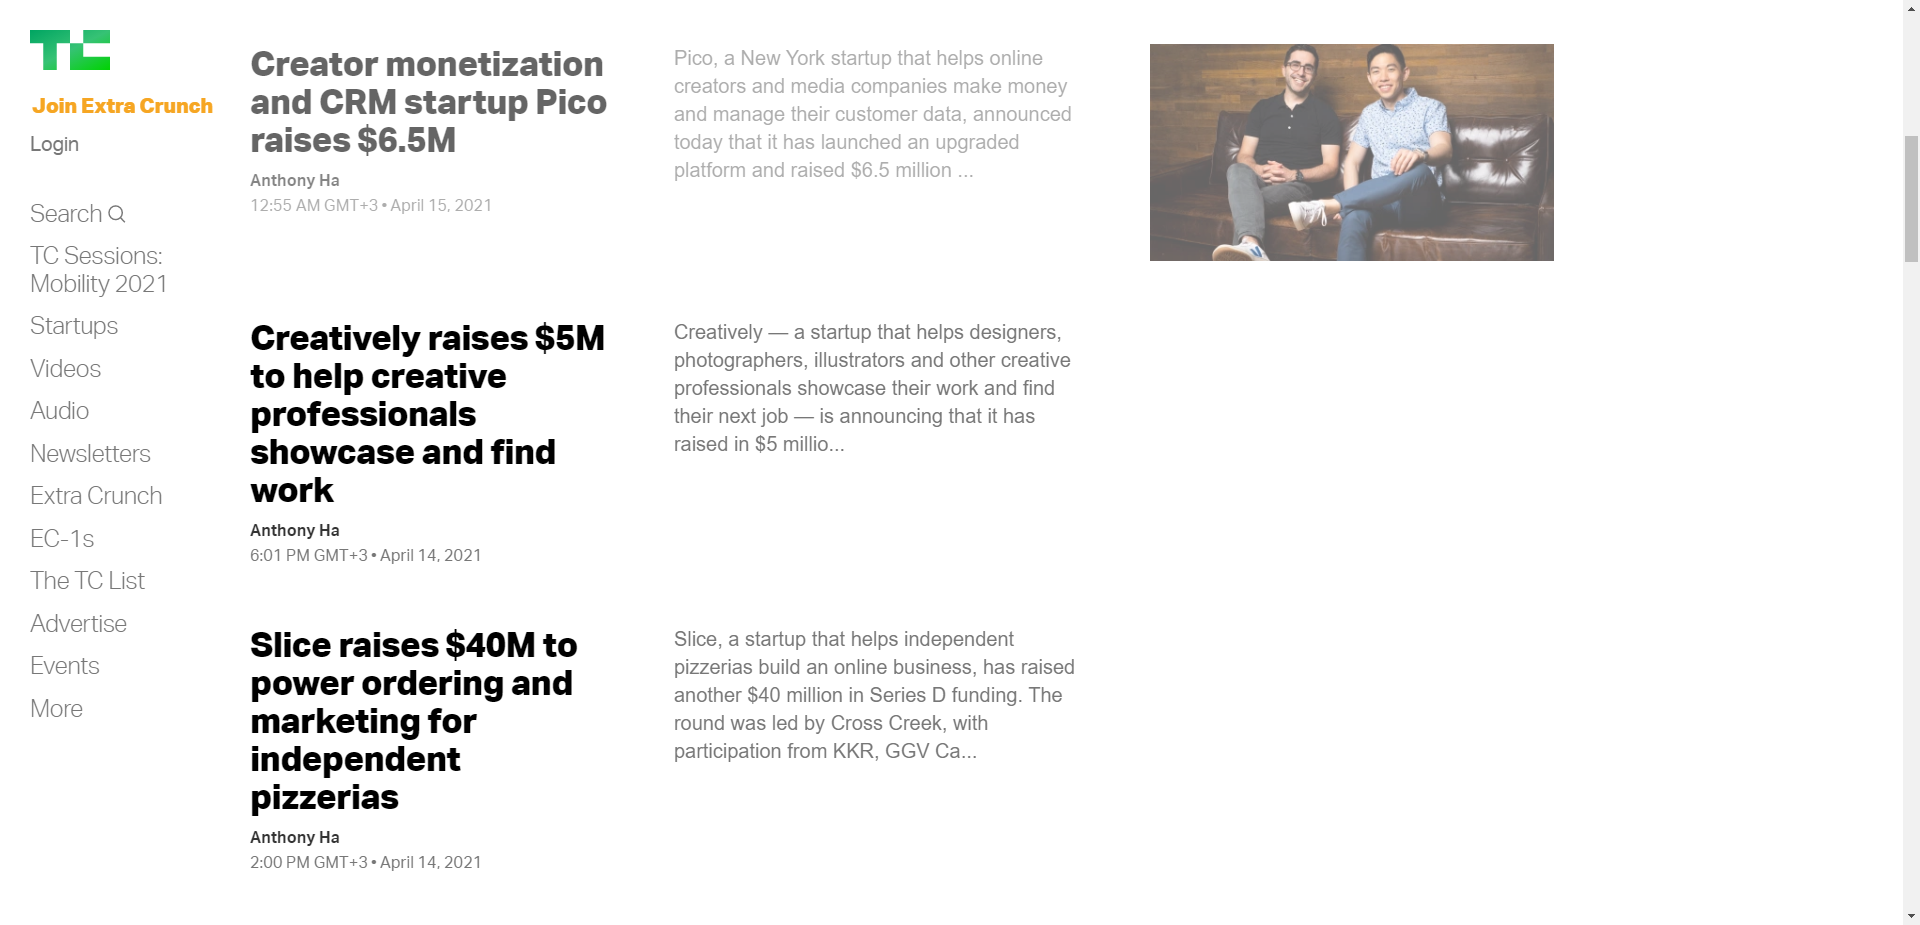 TC
Join Extra Crunch
Login
Search
TC Sessions:
Mobility 2021
Startups
Videos
Audio
Newsletters
Extra Crunch
EC-1s
The TC List
Advertise
Events
More
Creator monetization
and CRM startup Pico
raises $6.5M
Anthony Ha
12:55 AM GMT+3 • April 15, 2021
Pico, a New York startup that helps online
creators and media companies make money
and manage their customer data, announced
today that it has launched an upgraded
platform and raised $6.5 million ...
Creatively raises $5M
to help creative
professionals
showcase and find
work
Anthony Ha
6:01 PM GMT+3 • April 14, 2021
Creatively — a startup that helps designers,
photographers, illustrators and other creative
professionals showcase their work and find
their next job — is announcing that it has
raised in $5 millio...
Slice raises $40M to
power ordering and
marketing for
independent
pizzerias
Anthony Ha
2:00 PM GMT+3 • April 14, 2021
Slice, a startup that helps independent
pizzerias build an online business, has raised
another $40 million in Series D funding. The
round was led by Cross Creek, with
participation from KKR, GGV Ca...